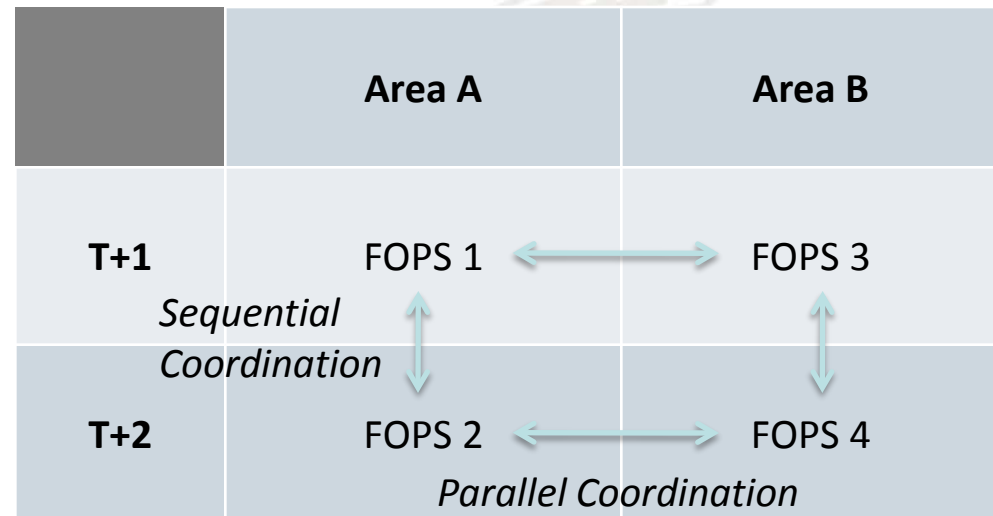 Area A
Area B
T+1
FOPS 1
FOPS 3
Sequential
Coordination
T+2
FOPS 2
FOPS 4
Parallel Coordination